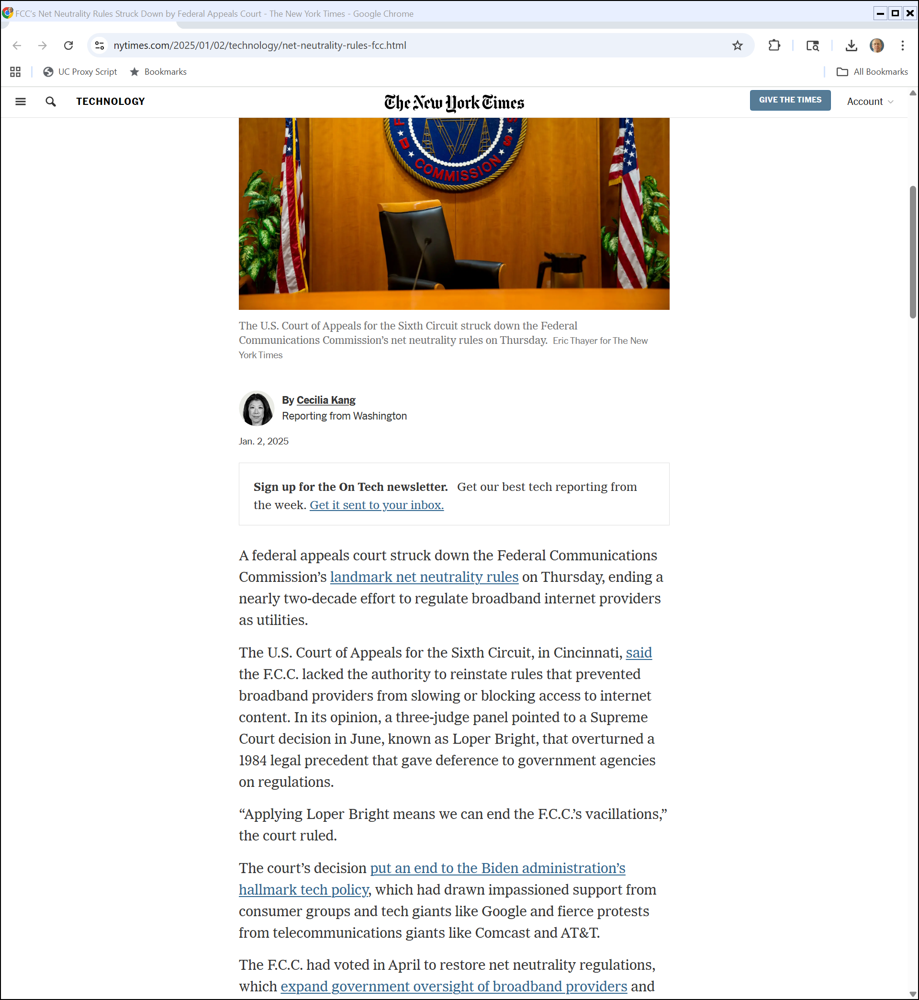 FCC's Net Neutrality Rules Struck Down by Federal Appeals Court - The New York Times - Google Chrome
nytimes.com/2025/01/02/technology/net-neutrality-rules-fcc.html
UC Proxy Script
Bookmarks
All Bookmarks
TECHNOLOGY
The New York Times
GIVE THE TIMES
Account
COMMISSION
The U.S. Court of Appeals for the Sixth Circuit struck down the Federal
Communications Commission's net neutrality rules on Thursday. Eric Thayer for The New
York Times
By Cecilia Kang
Reporting from Washington
Jan. 2, 2025
Sign up for the On Tech newsletter. Get our best tech reporting from
the week. Get it sent to your inbox.
A federal appeals court struck down the Federal Communications
Commission's landmark net neutrality rules on Thursday, ending a
nearly two-decade effort to regulate broadband internet providers
as utilities.
The U.S. Court of Appeals for the Sixth Circuit, in Cincinnati, said
the F.C.C. lacked the authority to reinstate rules that prevented
broadband providers from slowing or blocking access to internet
content. In its opinion, a three-judge panel pointed to a Supreme
Court decision in June, known as Loper Bright, that overturned a
1984 legal precedent that gave deference to government agencies
on regulations.
“Applying Loper Bright means we can end the F.C.C.’s vacillations,”
the court ruled.
The court’s decision put an end to the Biden administration’s
hallmark tech policy, which had drawn impassioned support from
consumer groups and tech giants like Google and fierce protests
from telecommunications giants like Comcast and AT&T.
The F.C.C. had voted in April to restore net neutrality regulations,
which expand government oversight of broadband providers and